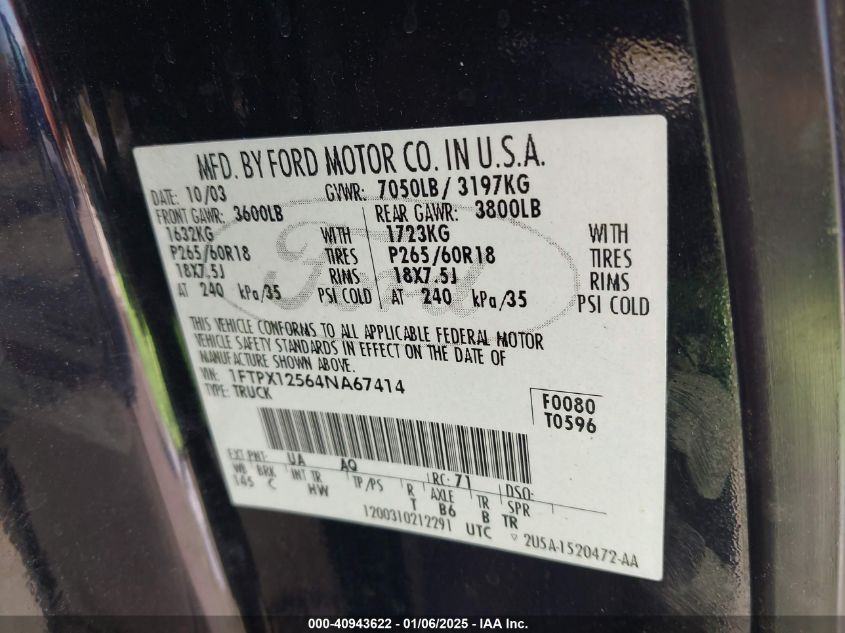 MFD. BY FORD MOTOR CO. IN U.S.A.
DATE: 10/03 GVWR: 7050LB/ 3197KG
FRONT GAWR: 3600LB REAR GAWR: 3800LB
1632KG WITH 1723KG WITH
P265/60R18 TIRES P265/60R18 TIRES
18X7.5J RIMS 18X7.5J RIMS
AT 240 kPa/35 PSI COLD AT 240 kPa/35 PSI COLD
Ford
THIS VEHICLE CONFORMS TO ALL APPLICABLE FEDERAL MOTOR
VEHICLE SAFETY STANDARDS IN EFFECT ON THE DATE OF
MANUFACTURE SHOWN ABOVE.
VIN: 1FTPX12564NA67414
TYPE: TRUCK
F0080
T0596
EXT PNT: UA AQ RC: 71 DSO:
WB BRK INT TR TP/PS R AXLE TR SPR
145 C HW T B6 B TR
1200310212291 UTC ▽ 2U5A-1520472-AA
000-40943622 - 01/06/2025 - IAA Inc.